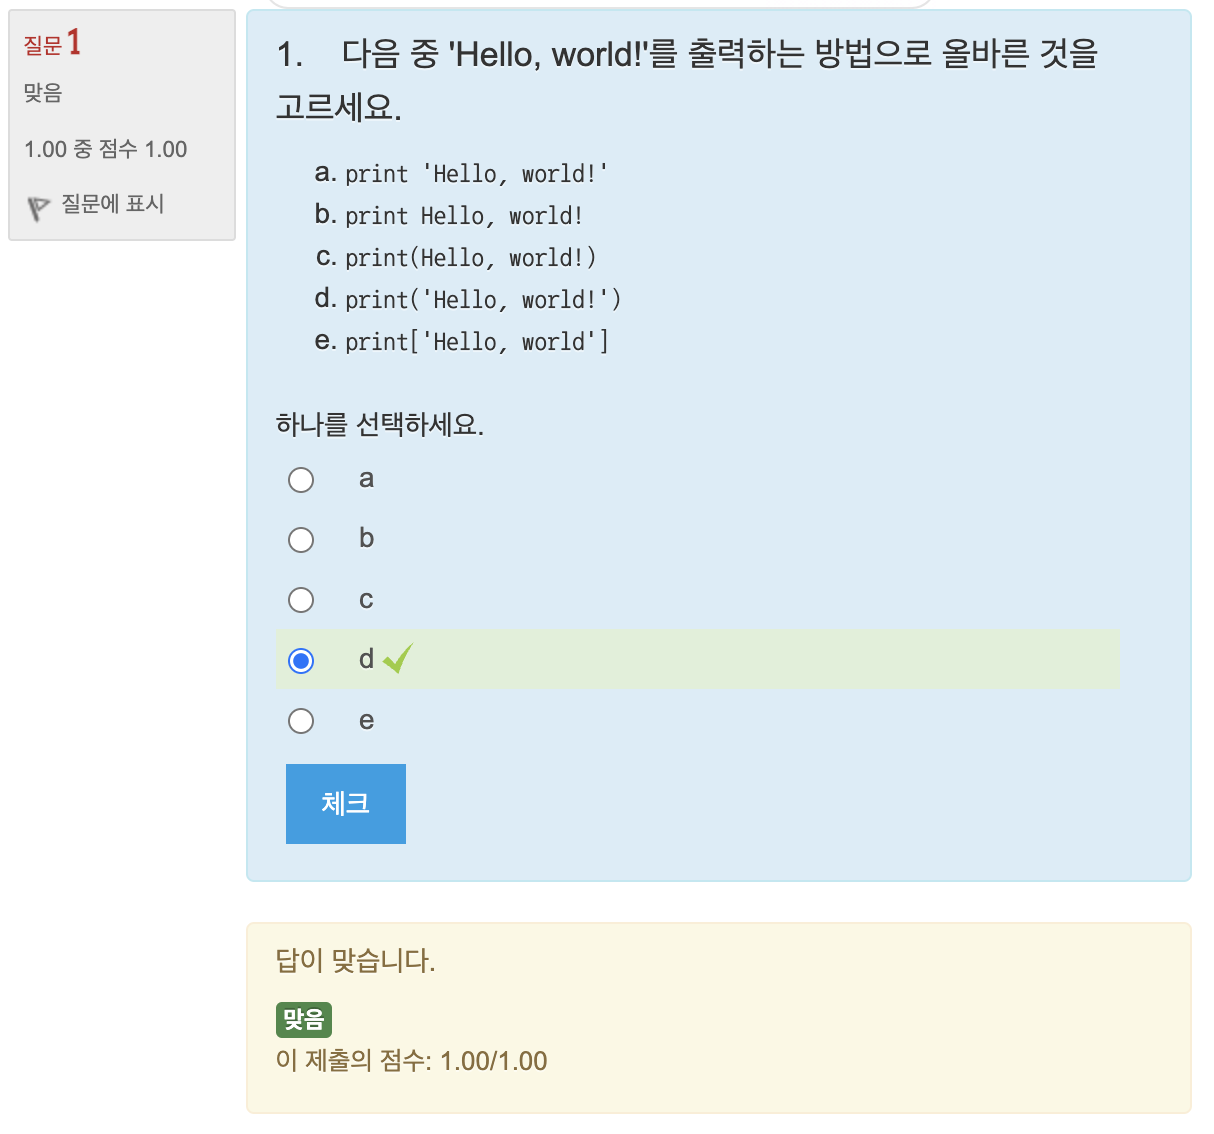 질문 1
맞음
1.00 중 점수 1.00
질문에 표시
1. 다음 중 'Hello, world!'를 출력하는 방법으로 올바른 것을
고르세요.
a. print 'Hello, world!'
b. print Hello, world!
c. print(Hello, world!)
d. print('Hello, world!')
e. print['Hello, world']
하나를 선택하세요.
a
b
c
d
e
체크
답이 맞습니다.
맞음
이 제출의 점수: 1.00/1.00